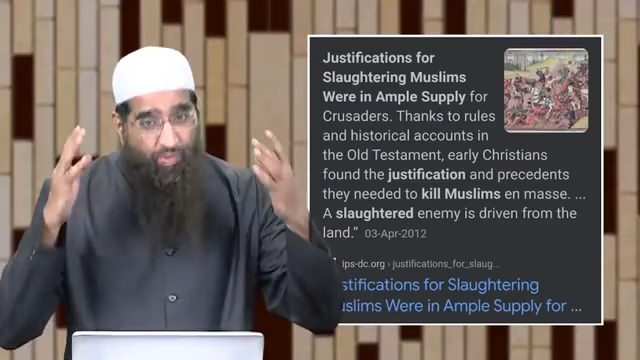 Justifications for
Slaughtering Muslims
Were in Ample Supply for
Crusaders. Thanks to rules
and historical accounts in
the Old Testament, early Christians
found the justification and precedents
they needed to kill Muslims en masse. ...
A slaughtered enemy is driven from the
land.“ 03-Apr-2012
ips-dc.org › justifications_for_slaug...
stifications for Slaughtering
uslims Were in Ample Supply for ...